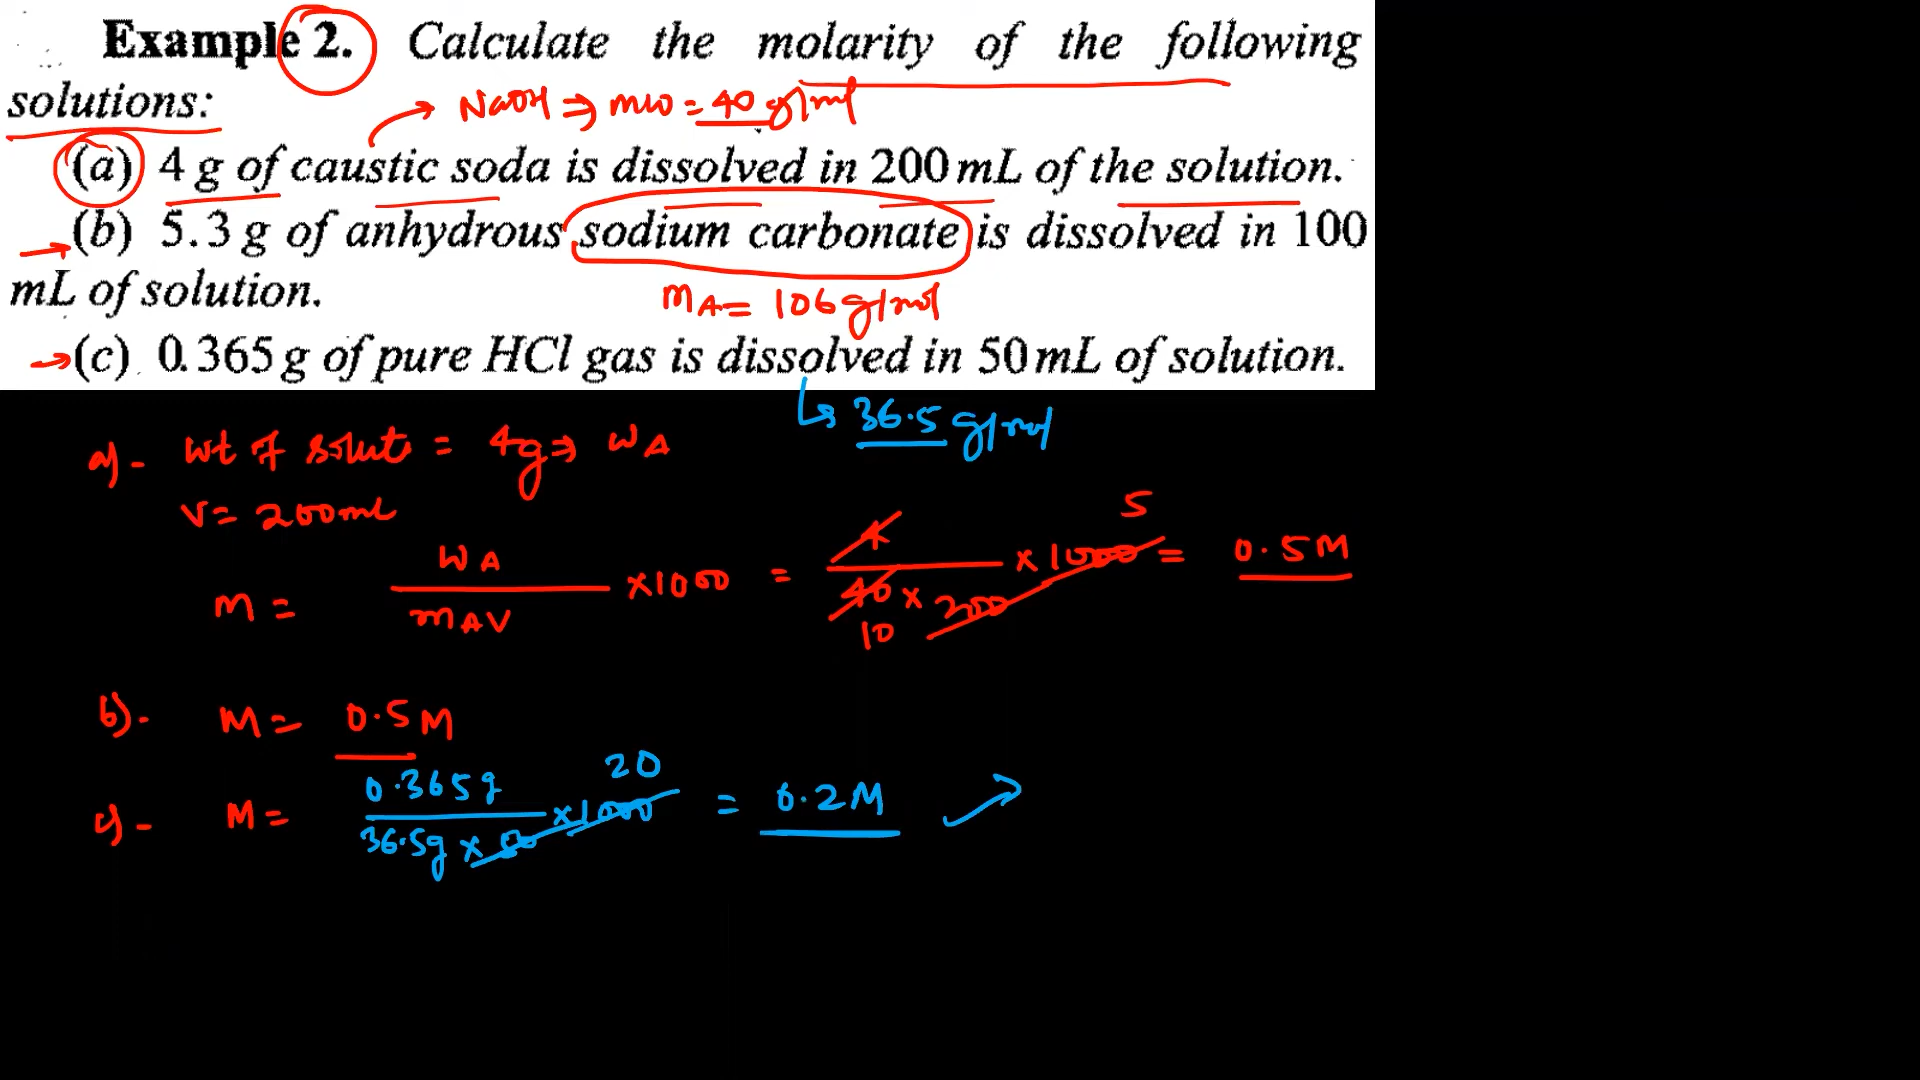 Example 2. Calculate the molarity of the following
solutions:
NaOH ⇒ mw = 40 g/ml
(a) 4 g of caustic soda is dissolved in 200 mL of the solution.
(b) 5.3 g of anhydrous sodium carbonate is dissolved in 100
mL of solution.
mA = 106 g/mol
(c) 0.365 g of pure HCl gas is dissolved in 50 mL of solution.
↳ 36.5 g/mol
a)- wt of solut = 4g ⇒ WA
V = 200ml
m = WA / mAV ×1000 = 4 / 40 10 × 200 × 1000 5 = 0.5M
b)- M = 0.5 M
c)- M = 0.365g / 36.5g × 50 ×1000 20 = 0.2M